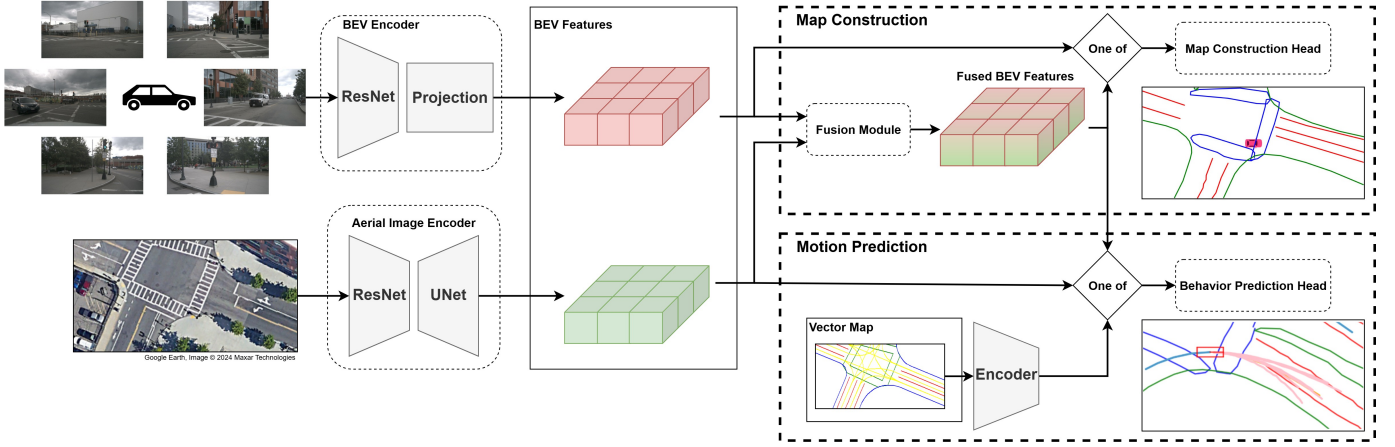 BEV Encoder
ResNet
Projection
BEV Features
Aerial Image Encoder
ResNet
UNet
Google Earth, Image © 2024 Maxar Technologies
Map Construction
One of
Map Construction Head
Fused BEV Features
Fusion Module
Motion Prediction
One of
Behavior Prediction Head
Vector Map
Encoder